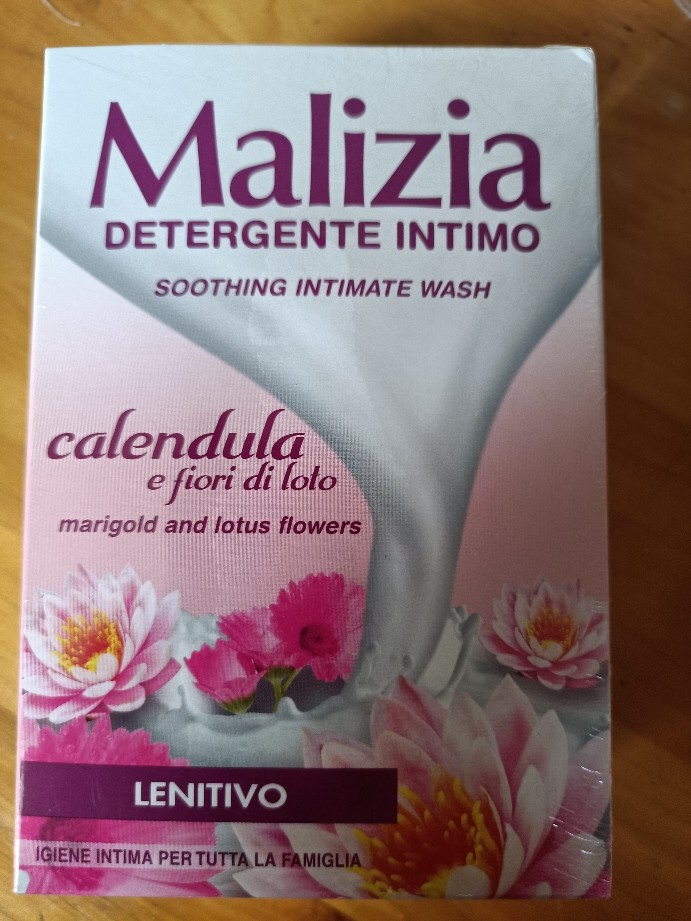 Malizia
DETERGENTE INTIMO
SOOTHING INTIMATE WASH
calendula
e fiori di loto
marigold and lotus flowers
LENITIVO
IGIENE INTIMA PER TUTTA LA FAMIGLIA